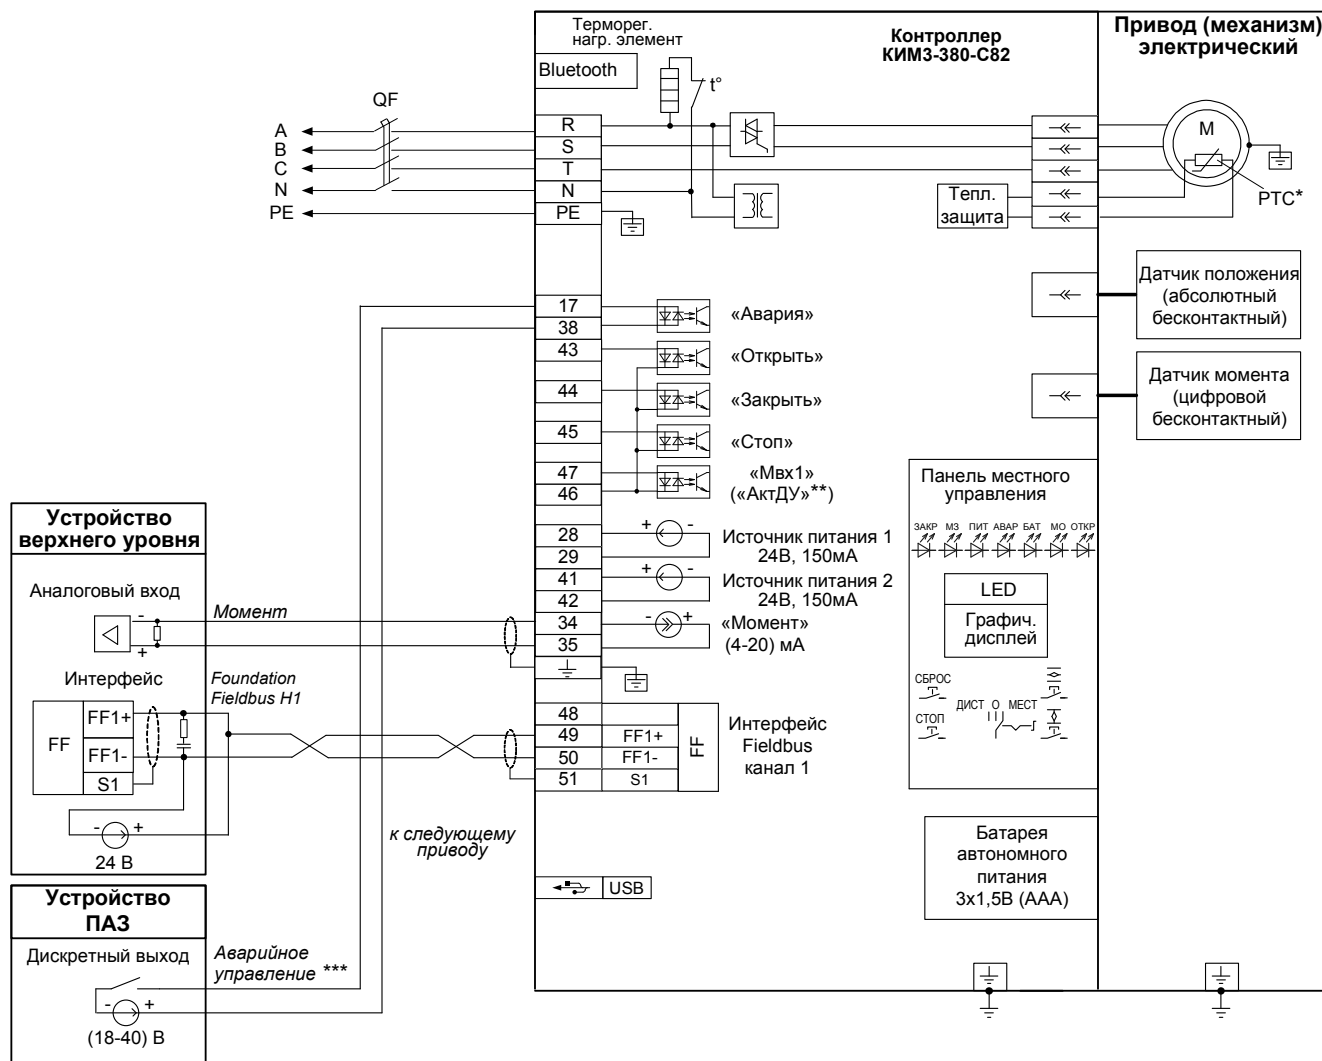 Терморег.
нагр. элемент
Bluetooth
t°
Контроллер
КИМ3-380-С82
Привод (механизм)
электрический
QF
A
B
C
N
PE
R
S
T
N
PE
Тепл.
защита
M
PTC*
Датчик положения
(абсолютный
бесконтактный)
Датчик момента
(цифровой
бесконтактный)
17
38
43
44
45
47
46
«Авария»
«Открыть»
«Закрыть»
«Стоп»
«Мвх1»
(«АктДУ»**)
28
29
41
42
34
35
+ -
Источник питания 1
24В, 150мА
+ -
Источник питания 2
24В, 150мА
- +
«Момент»
(4-20) мА
48
49
50
51
FF1+
FF1-
S1
FF
Интерфейс
Fieldbus
канал 1
USB
Панель местного
управления
ЗАКР МЗ ПИТ АВАР БАТ МО ОТКР
LED
Графич.
дисплей
СБРОС
ДИСТ О МЕСТ
СТОП
Батарея
автономного
питания
3х1,5В (ААА)
Устройство
верхнего уровня
Аналоговый вход
-
+
Момент
Интерфейс
Foundation
Fieldbus H1
FF
FF1+
FF1-
S1
- +
24 В
к следующему
приводу
Устройство
ПАЗ
Дискретный выход
Аварийное
управление ***
- +
(18-40) В